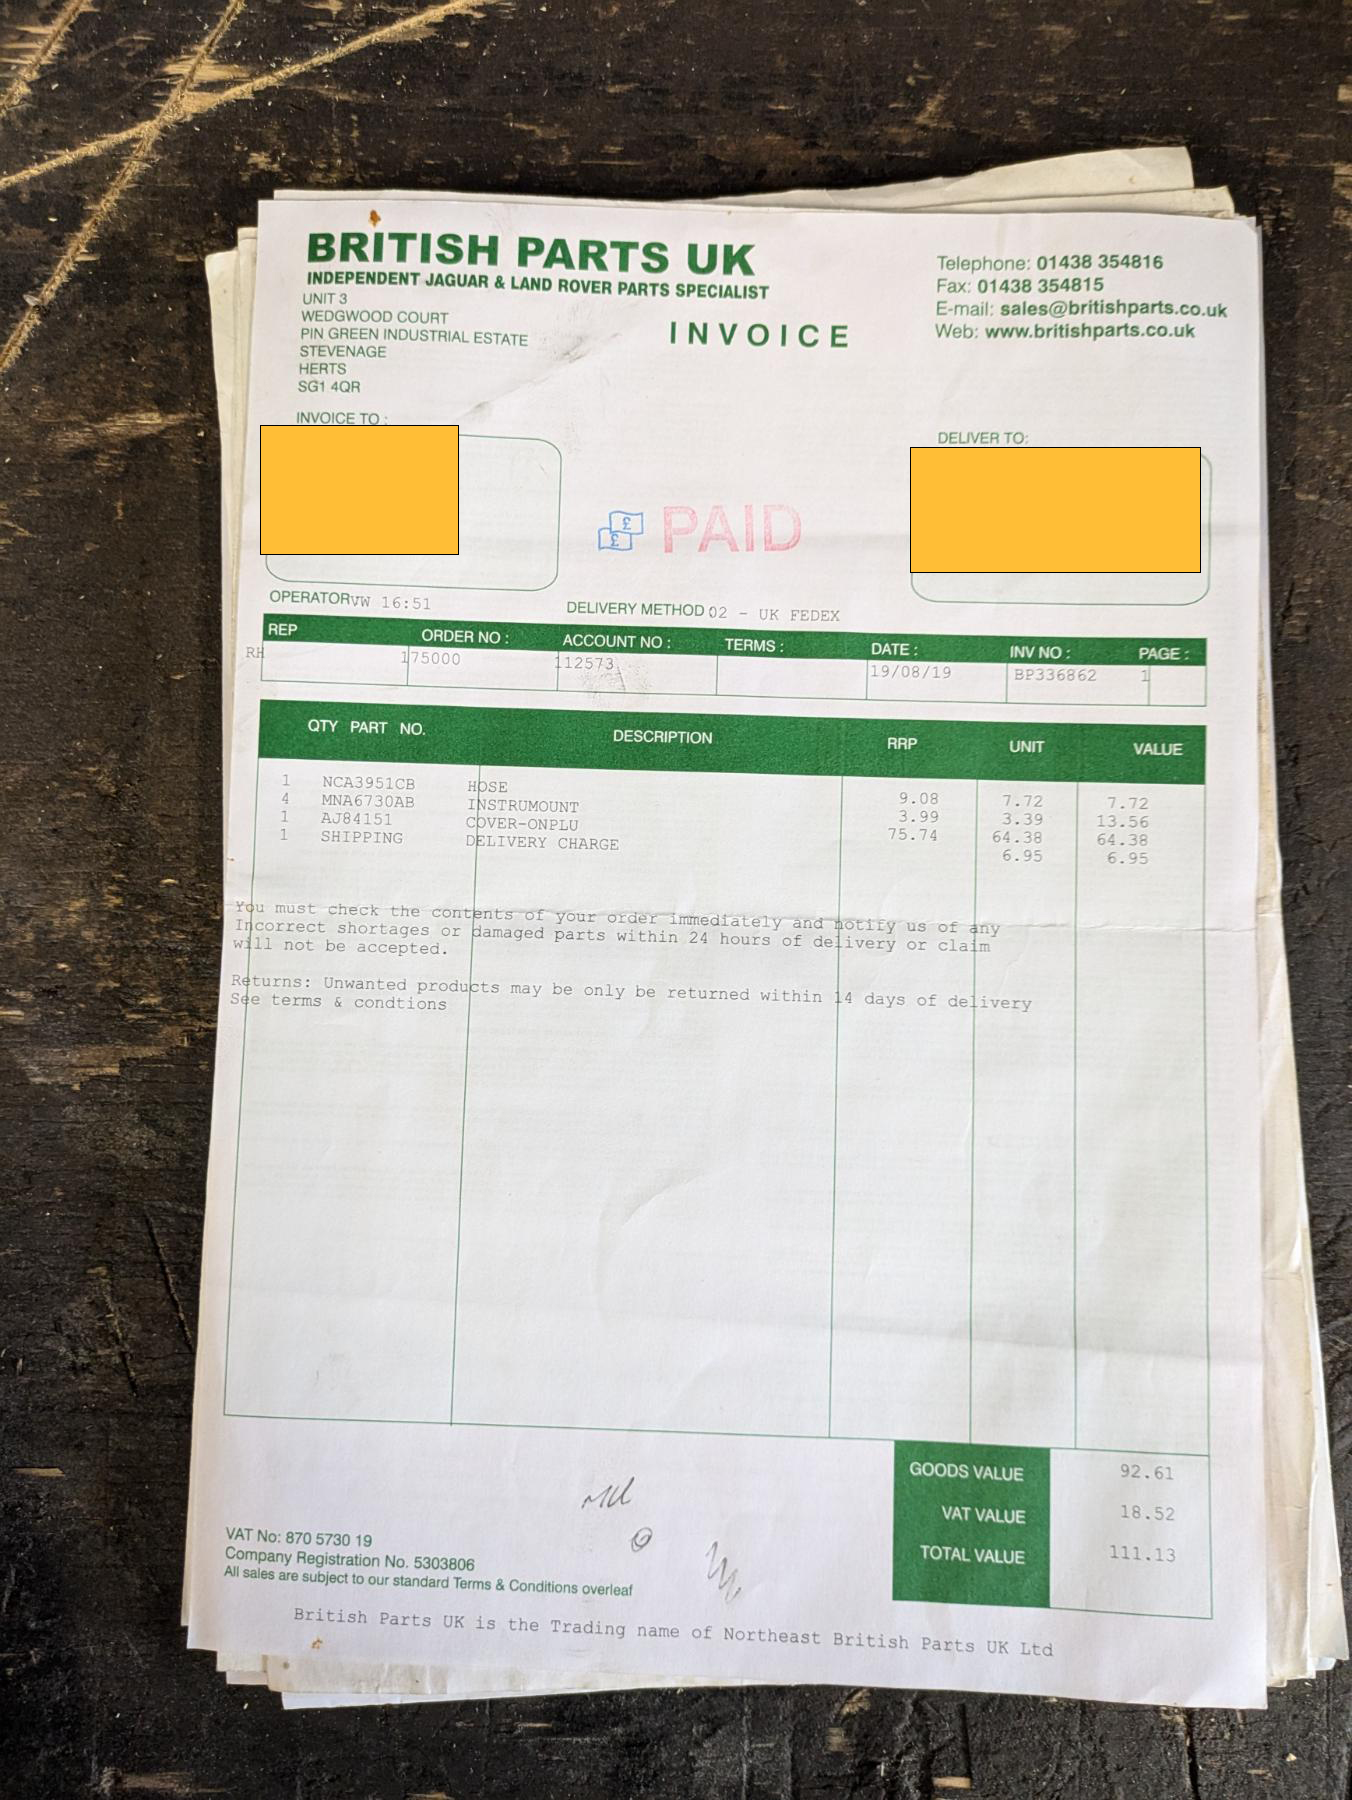 BRITISH PARTS UK
INDEPENDENT JAGUAR & LAND ROVER PARTS SPECIALIST
UNIT 3
WEDGWOOD COURT
PIN GREEN INDUSTRIAL ESTATE
STEVENAGE
HERTS
SG1 4QR
INVOICE
Telephone: 01438 354816
Fax: 01438 354815
E-mail: sales@britishparts.co.uk
Web: www.britishparts.co.uk
INVOICE TO :
DELIVER TO:
£ £ PAID
OPERATOR VW 16:51 DELIVERY METHOD 02 - UK FEDEX
REP ORDER NO : ACCOUNT NO : TERMS : DATE : INV NO : PAGE :
RH 175000 112573 19/08/19 BP336862 1
QTY PART NO. DESCRIPTION RRP UNIT VALUE
1 NCA3951CB HOSE 9.08 7.72 7.72
4 MNA6730AB INSTRUMOUNT 3.99 3.39 13.56
1 AJ84151 COVER-ONPLU 75.74 64.38 64.38
1 SHIPPING DELIVERY CHARGE 6.95 6.95
You must check the contents of your order immediately and notify us of any
Incorrect shortages or damaged parts within 24 hours of delivery or claim
will not be accepted.
Returns: Unwanted products may be only be returned within 14 days of delivery
See terms & condtions
GOODS VALUE 92.61
VAT VALUE 18.52
TOTAL VALUE 111.13
VAT No: 870 5730 19
Company Registration No. 5303806
All sales are subject to our standard Terms & Conditions overleaf
British Parts UK is the Trading name of Northeast British Parts UK Ltd